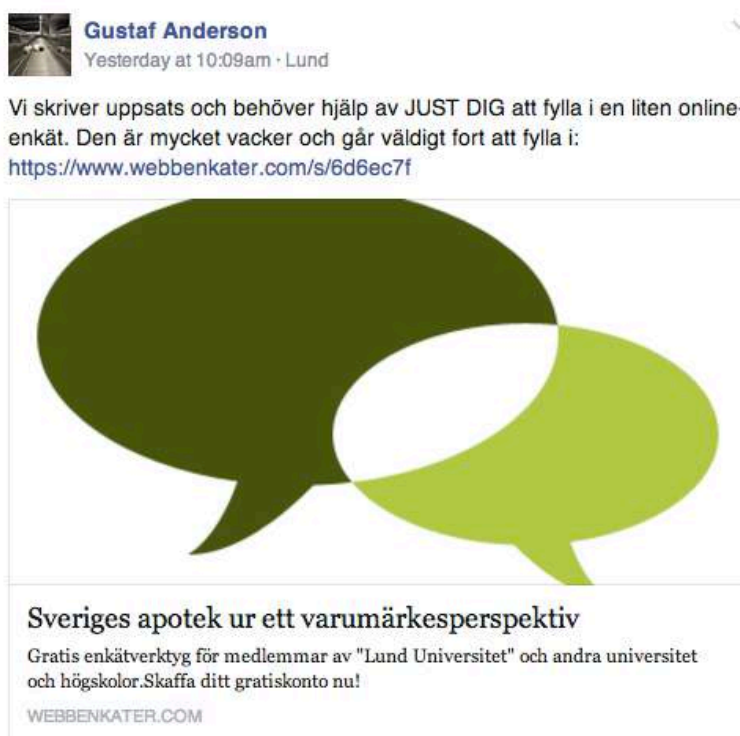 Gustaf Anderson
Yesterday at 10:09am · Lund
Vi skriver uppsats och behöver hjälp av JUST DIG att fylla i en liten online-
enkät. Den är mycket vacker och går väldigt fort att fylla i:
https://www.webbenkater.com/s/6d6ec7f
Sveriges apotek ur ett varumärkesperspektiv
Gratis enkätverktyg för medlemmar av "Lund Universitet" och andra universitet
och högskolor.Skaffa ditt gratiskonto nu!
WEBBENKATER.COM